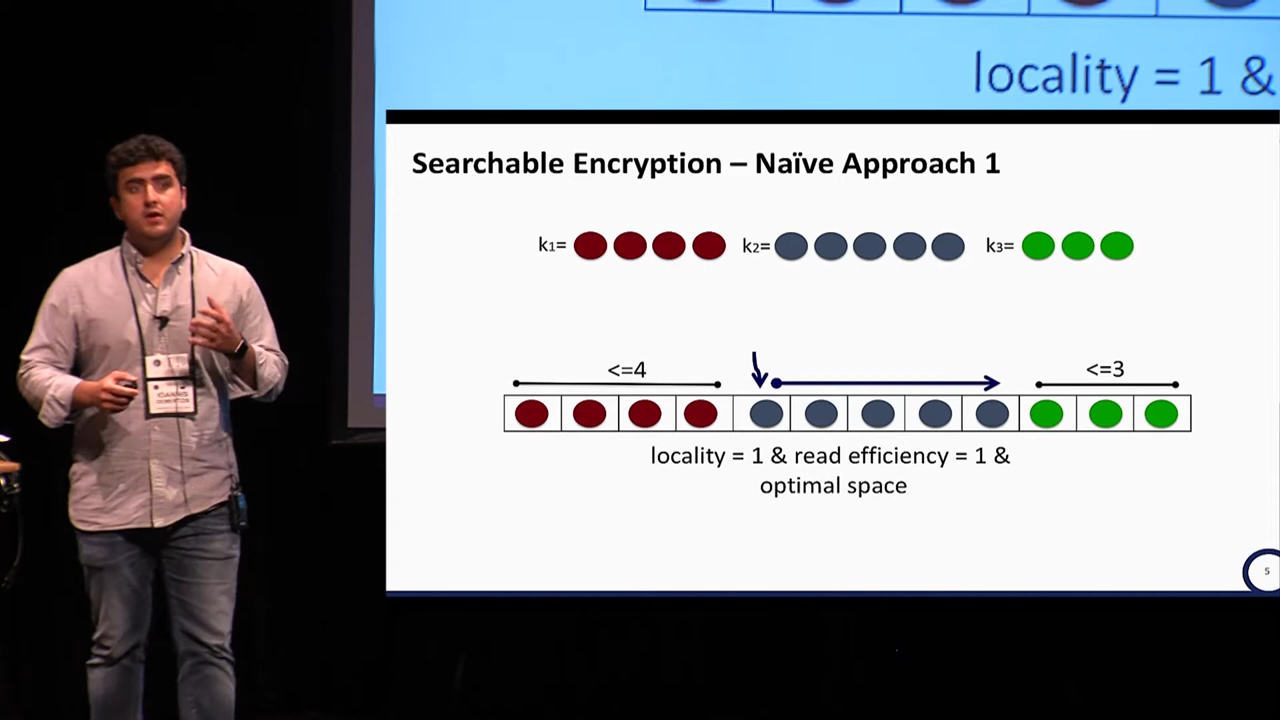 locality = 1 &
Searchable Encryption – Naïve Approach 1
k1= k2= k3=
<=4 <=3
locality = 1 & read efficiency = 1 &
optimal space
5
IOANNIS